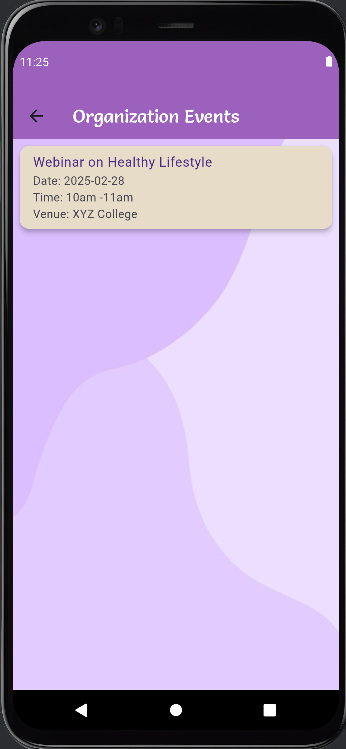 11:25
Organization Events
Webinar on Healthy Lifestyle
Date: 2025-02-28
Time: 10am -11am
Venue: XYZ College